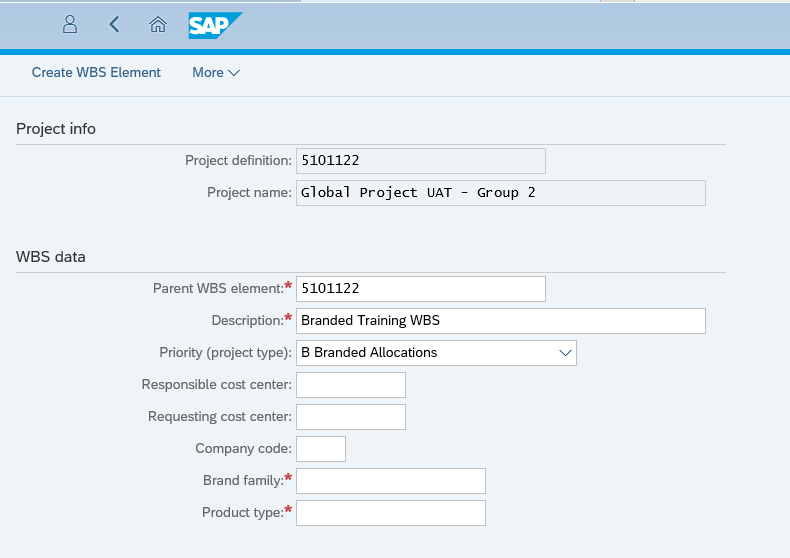 SAP
Create WBS Element More
Project info
Project definition: 5101122
Project name: Global Project UAT - Group 2
WBS data
Parent WBS element:* 5101122
Description:* Branded Training WBS
Priority (project type): B Branded Allocations
Responsible cost center:
Requesting cost center:
Company code:
Brand family:*
Product type:*